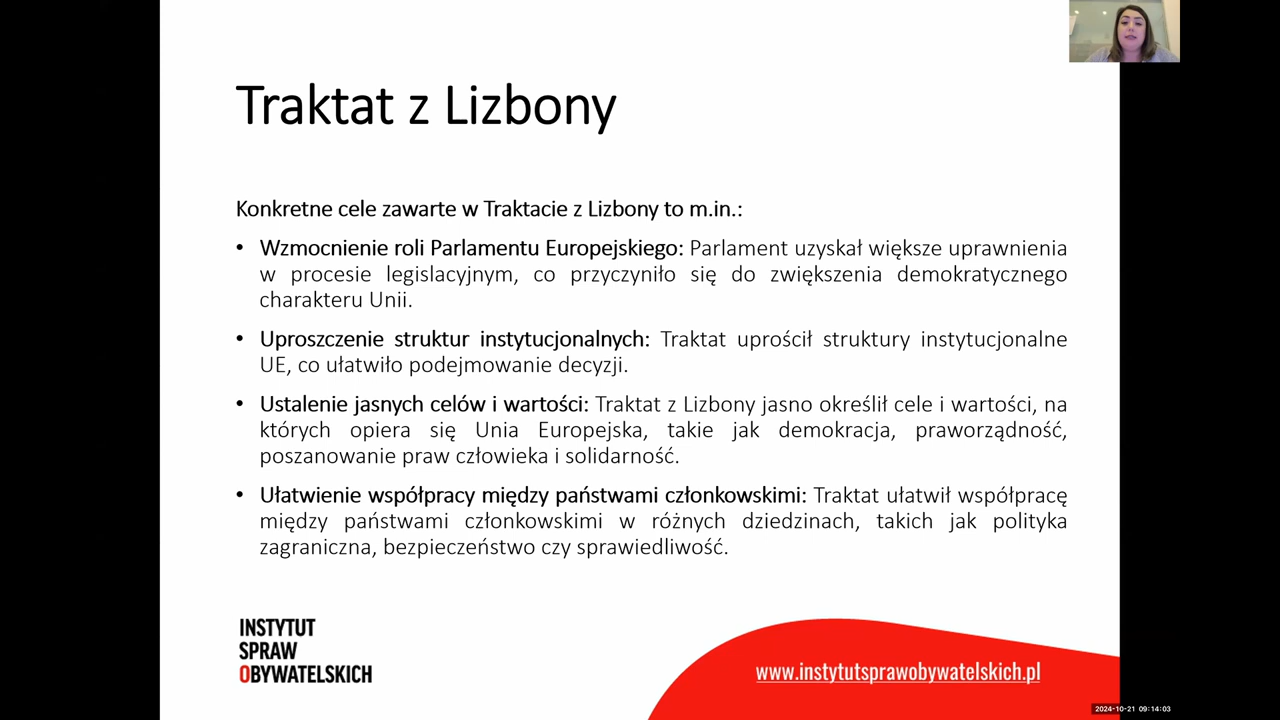 Traktat z Lizbony
Konkretne cele zawarte w Traktacie z Lizbony to m.in.:
• Wzmocnienie roli Parlamentu Europejskiego: Parlament uzyskał większe uprawnienia
w procesie legislacyjnym, co przyczyniło się do zwiększenia demokratycznego
charakteru Unii.
• Uproszczenie struktur instytucjonalnych: Traktat uprościł struktury instytucjonalne
UE, co ułatwiło podejmowanie decyzji.
• Ustalenie jasnych celów i wartości: Traktat z Lizbony jasno określił cele i wartości, na
których opiera się Unia Europejska, takie jak demokracja, praworządność,
poszanowanie praw człowieka i solidarność.
• Ułatwienie współpracy między państwami członkowskimi: Traktat ułatwił współpracę
między państwami członkowskimi w różnych dziedzinach, takich jak polityka
zagraniczna, bezpieczeństwo czy sprawiedliwość.
INSTYTUT
SPRAW
OBYWATELSKICH
www.instytutsprawobywatelskich.pl
2024-10-21 09:14:03